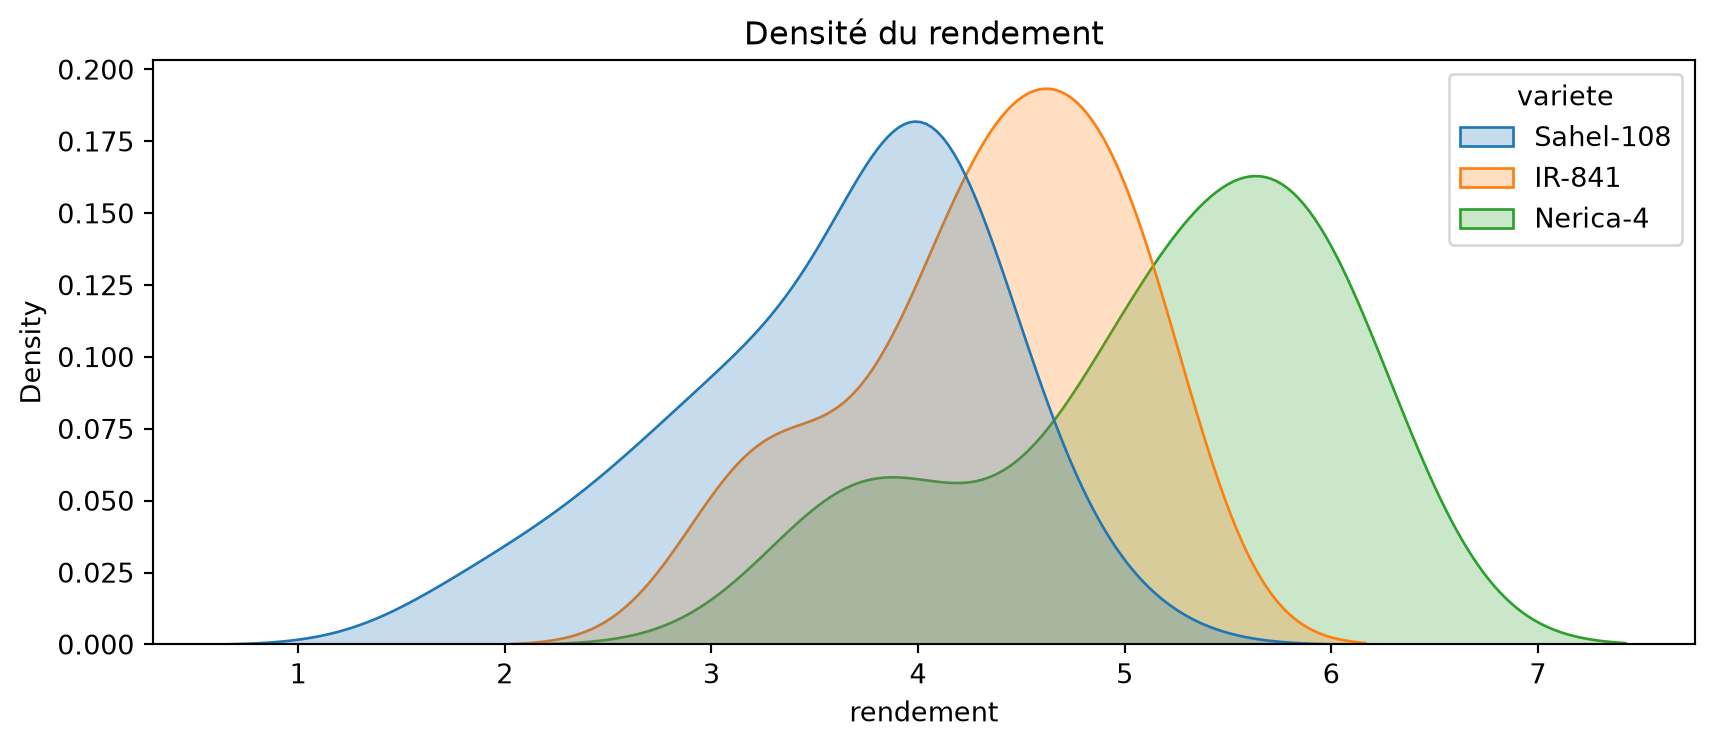 Densité du rendement
0.200
0.175
0.150
0.125
0.100
0.075
0.050
0.025
0.000
Density
variete
Sahel-108
IR-841
Nerica-4
1 2 3 4 5 6 7
rendement